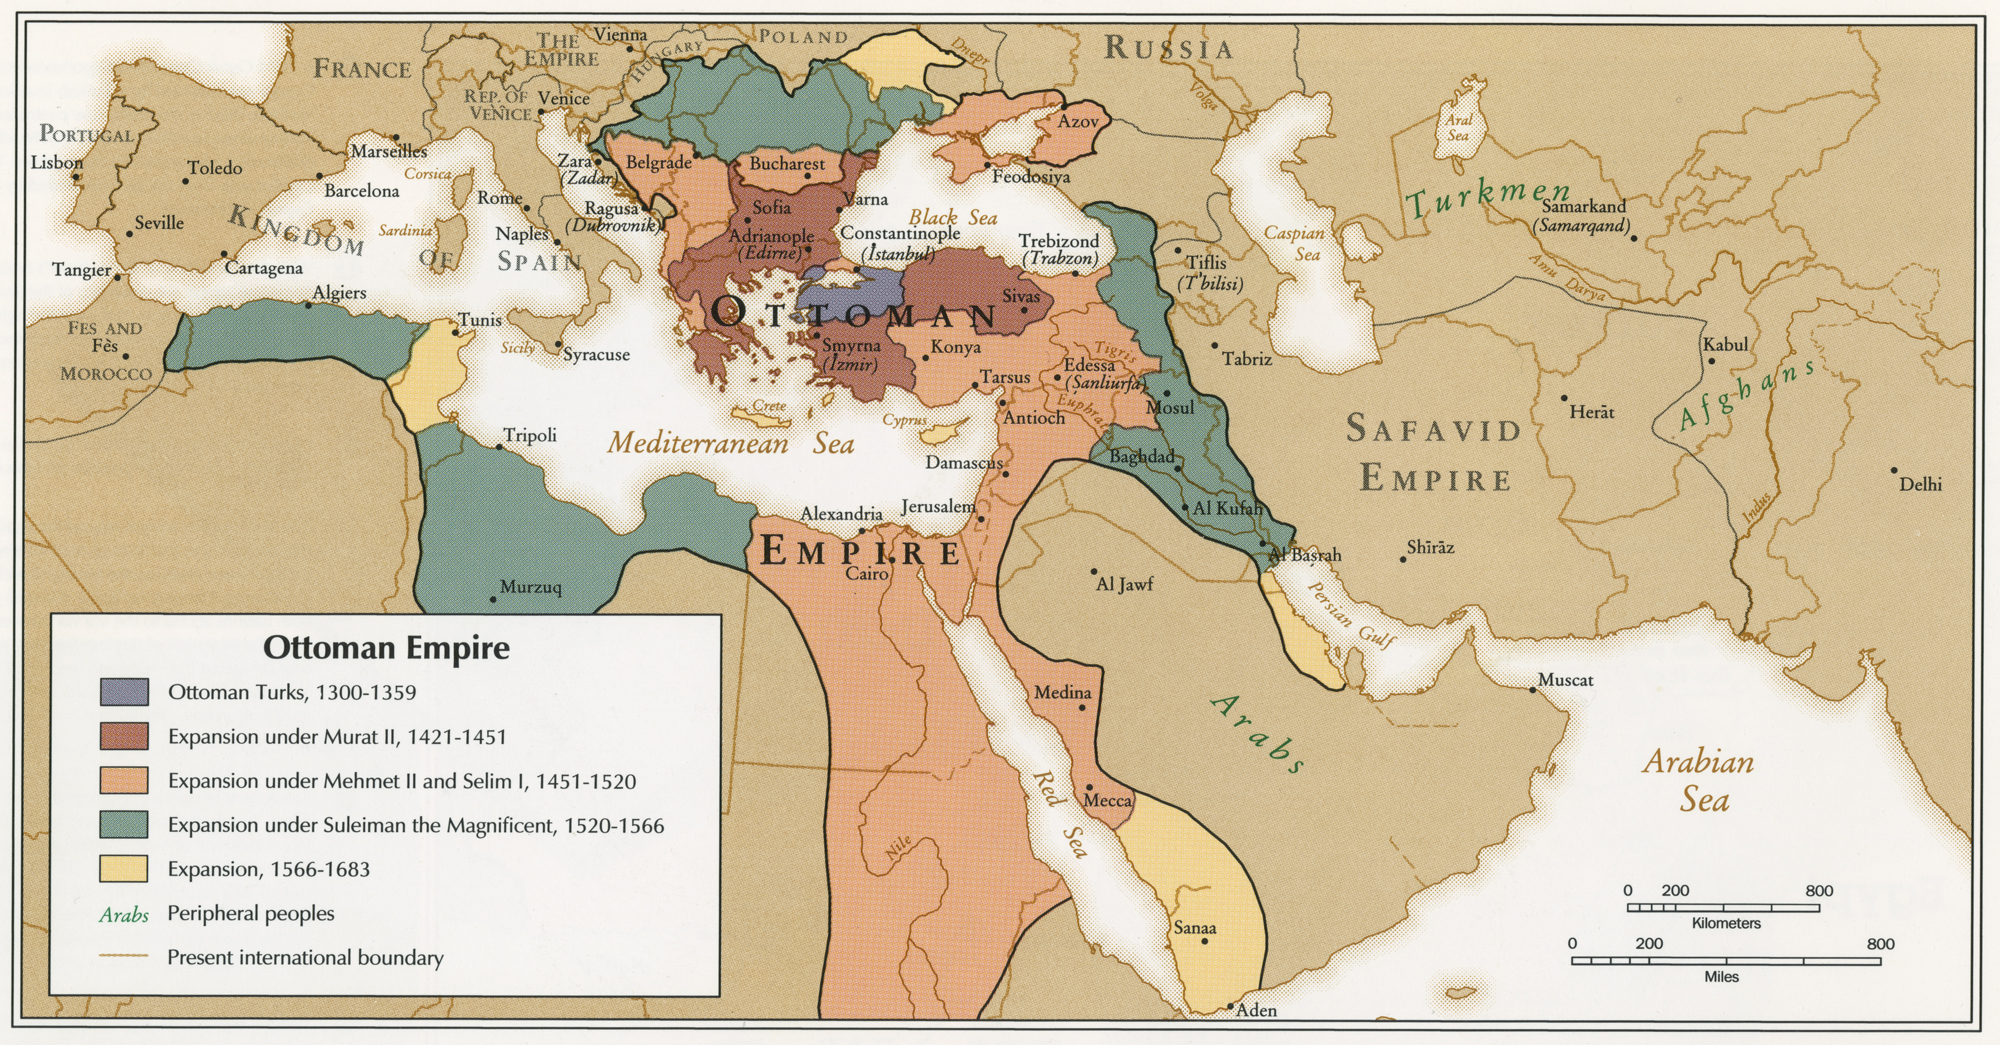 Vienna
THE
EMPIRE
HUNGARY
POLAND
Dnepr
RUSSIA
FRANCE
REP. OF
VENICE
Venice
Volga
Azov
Aral
Sea
PORTUGAL
Lisbon
Toledo
Marseilles
Barcelona
Corsica
Zara
(Zadar)
Belgrade
Bucharest
Feodosiya
Turkmen
Samarkand
(Samarqand)
Seville
KINGDOM
OF
SPAIN
Sardinia
Rome
Naples
Ragusa
(Dubrovnik)
Sofia
Varna
Black Sea
Adrianople
(Edirne)
Constantinople
(İstanbul)
Trebizond
(Trabzon)
Tiflis
(T'bilisi)
Caspian
Sea
Amu Darya
Tangier
Cartagena
Algiers
Tunis
Sicily
Syracuse
FES AND
Fès
MOROCCO
OTTOMAN
Sivas
Smyrna
(İzmir)
Konya
Tigris
Edessa
(Sanliurfa)
Tabriz
Kabul
Afghans
Tarsus
Antioch
Euphrates
Mosul
Crete
Cyprus
Herāt
Tripoli
Mediterranean Sea
Damascus
Baghdad
SAFAVID
EMPIRE
Delhi
Indus
Alexandria
Jerusalem
Al Kufah
EMPIRE
Cairo
Al Baṣrah
Shīrāz
Murzuq
Al Jawf
Persian Gulf
Medina
Muscat
Arabs
Mecca
Red Sea
Nile
Arabian
Sea
Sanaa
Aden
Ottoman Empire
Ottoman Turks, 1300-1359
Expansion under Murat II, 1421-1451
Expansion under Mehmet II and Selim I, 1451-1520
Expansion under Suleiman the Magnificent, 1520-1566
Expansion, 1566-1683
Arabs Peripheral peoples
Present international boundary
0 200 800
Kilometers
0 200 800
Miles